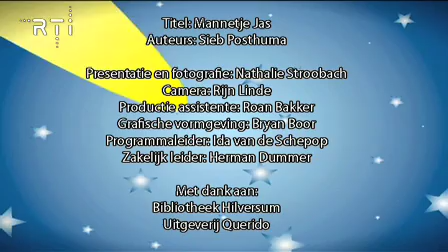 RTi
Titel: Mannetje Jas
Auteurs: Sieb Posthuma
Presentatie en fotografie: Nathalie Stroobach
Camera: Rijn Linde
Productie assistente: Roan Bakker
Grafische vormgeving: Bryan Boor
Programmaleider: Ida van de Schepop
Zakelijk leider: Herman Dummer
Met dank aan:
Bibliotheek Hilversum
Uitgeverij Querido